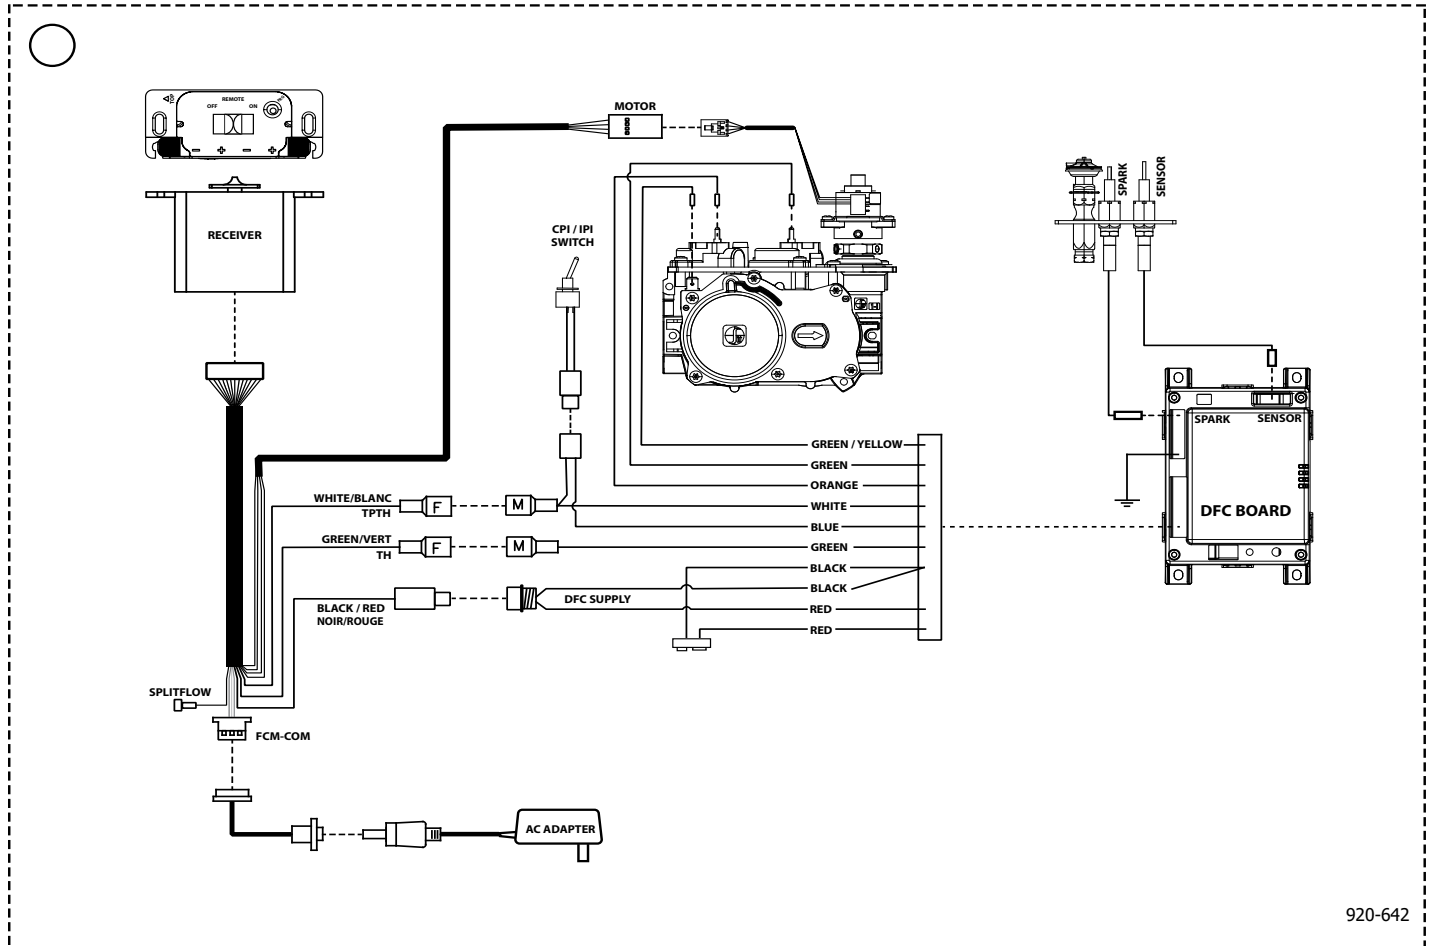 TOP
REMOTE
OFF
ON
− + − +
RECEIVER
MOTOR
CPI / IPI
SWITCH
SPARK
SENSOR
SPARK
SENSOR
DFC BOARD
GREEN / YELLOW
GREEN
ORANGE
WHITE/BLANC
TPTH
F
M
WHITE
BLUE
GREEN/VERT
TH
F
M
GREEN
BLACK
BLACK
BLACK / RED
NOIR/ROUGE
DFC SUPPLY
RED
RED
SPLITFLOW
FCM-COM
AC ADAPTER
920-642